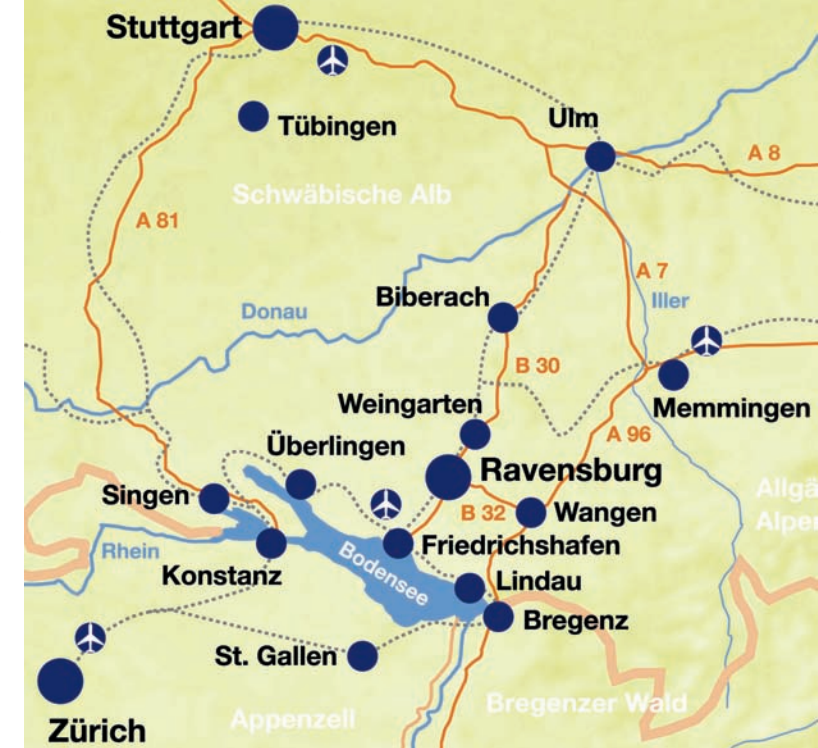 Stuttgart
Tübingen
Ulm
A 8
Schwäbische Alb
A 81
A 7
Iller
Biberach
Donau
B 30
Weingarten
Memmingen
A 96
Überlingen
Ravensburg
Singen
B 32
Wangen
Allgä
Alpen
Rhein
Friedrichshafen
Konstanz
Bodensee
Lindau
Bregenz
St. Gallen
Bregenzer Wald
Appenzell
Zürich